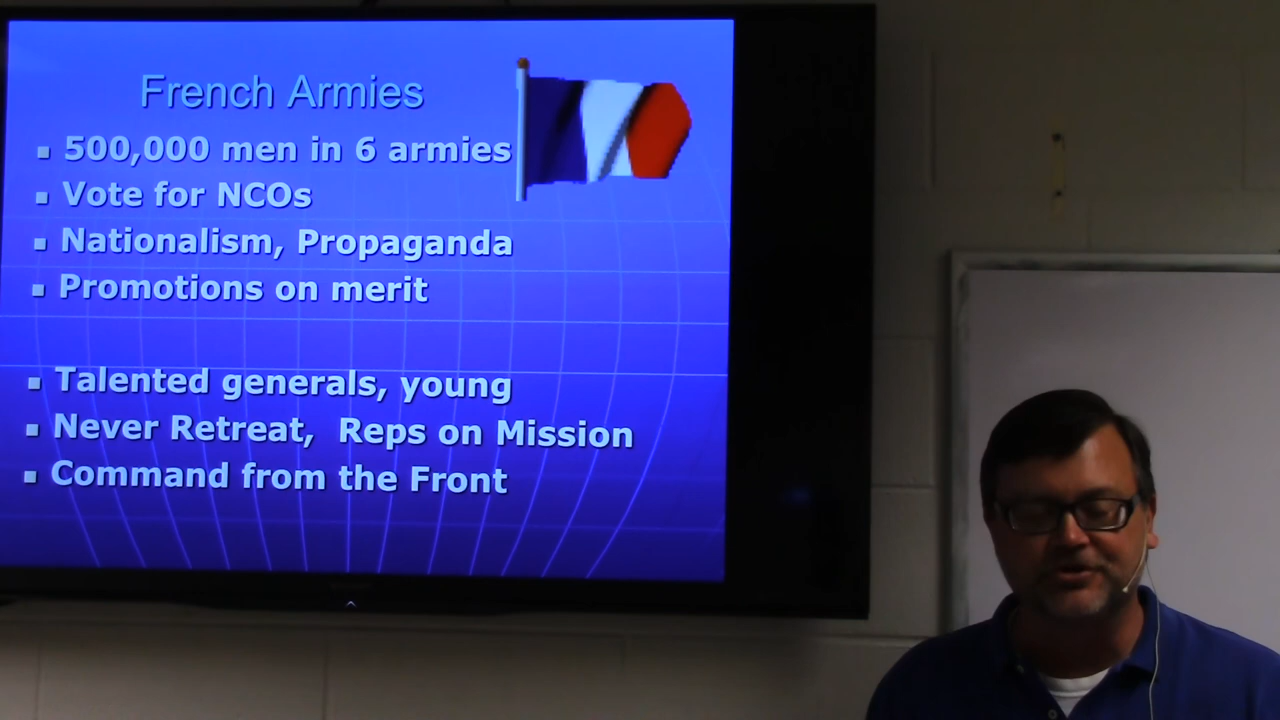 French Armies
500,000 men in 6 armies
Vote for NCOs
Nationalism, Propaganda
Promotions on merit
Talented generals, young
Never Retreat, Reps on Mission
Command from the Front